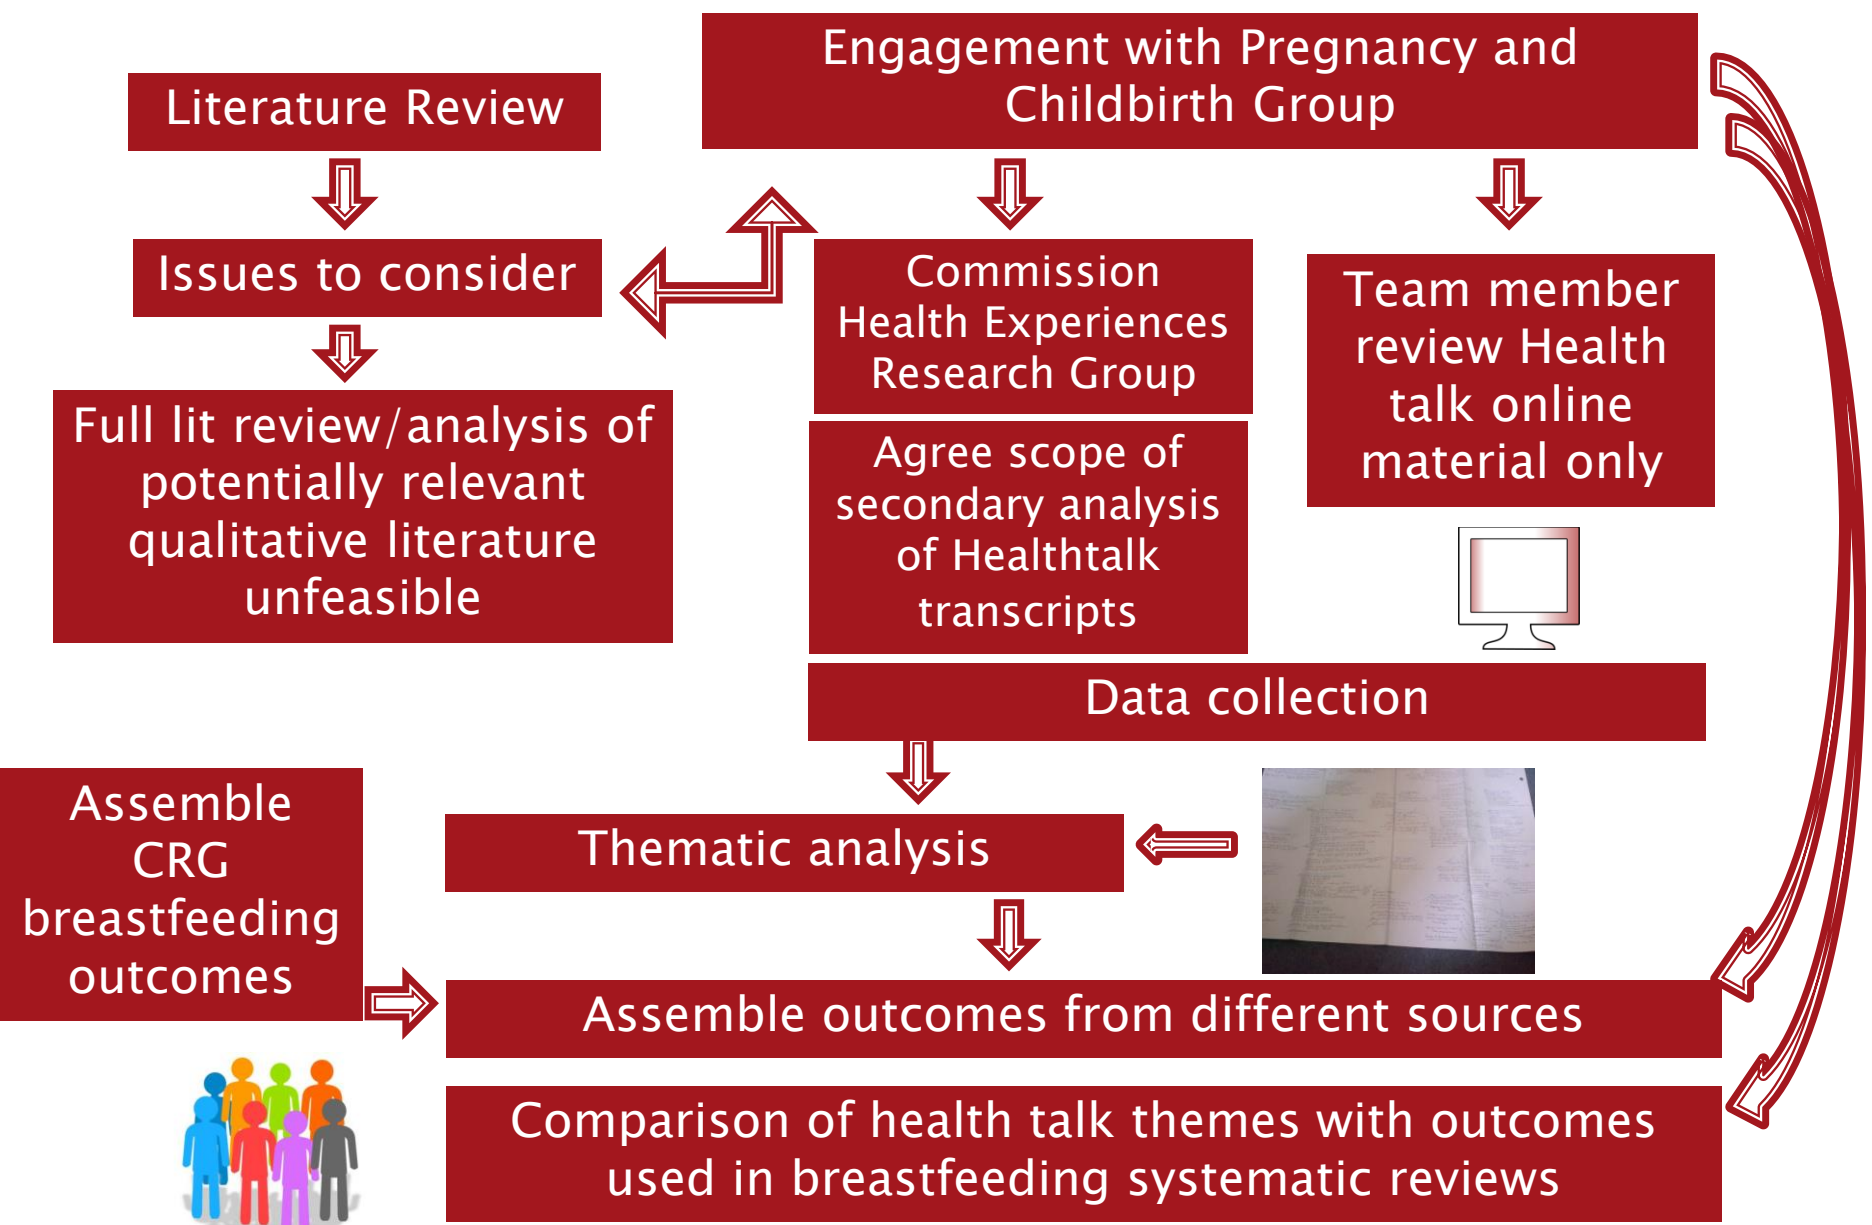 Engagement with Pregnancy and
Childbirth Group
Literature Review
Issues to consider
Commission
Health Experiences
Research Group
Team member
review Health
talk online
material only
Full lit review/analysis of
potentially relevant
qualitative literature
unfeasible
Agree scope of
secondary analysis
of Healthtalk
transcripts
Data collection
Assemble
CRG
breastfeeding
outcomes
Thematic analysis
Assemble outcomes from different sources
Comparison of health talk themes with outcomes
used in breastfeeding systematic reviews